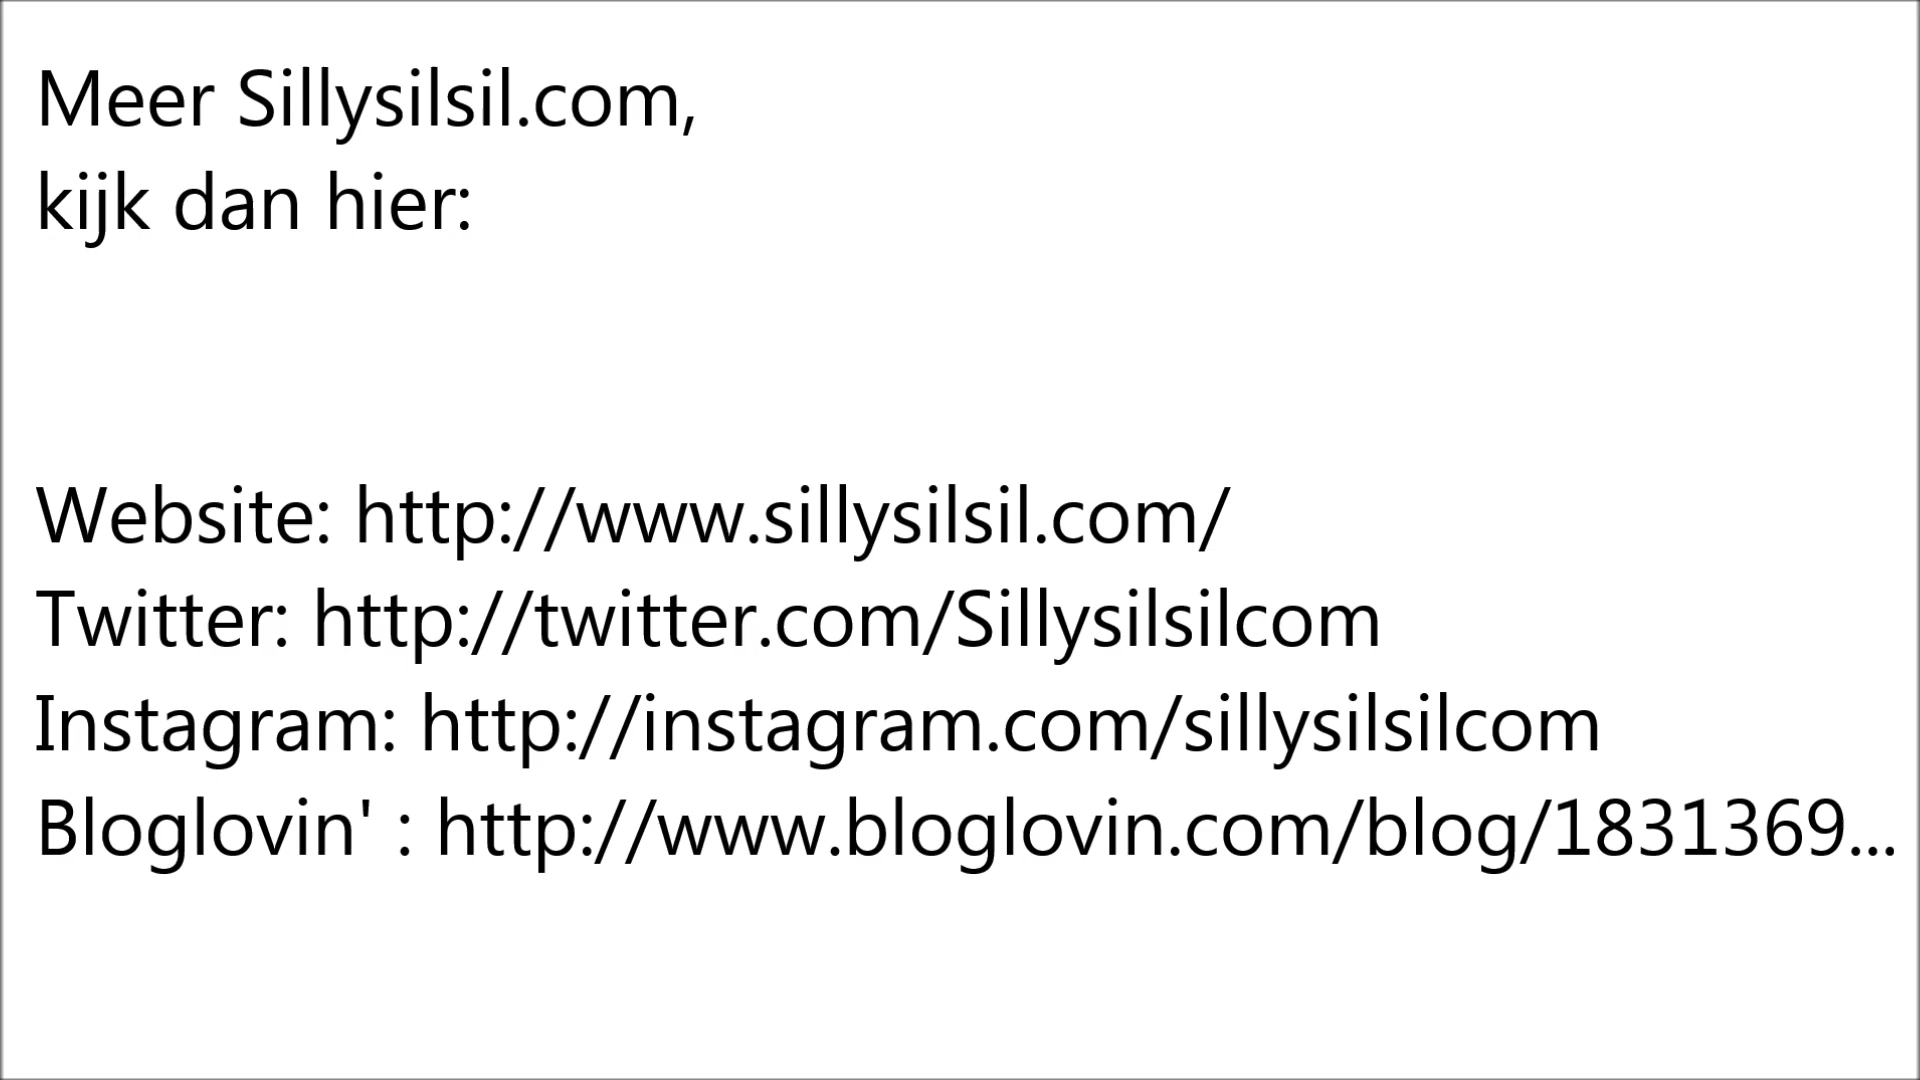 Meer Sillysilsil.com,
kijk dan hier:
Website: http://www.sillysilsil.com/
Twitter: http://twitter.com/Sillysilsilcom
Instagram: http://instagram.com/sillysilsilcom
Bloglovin' : http://www.bloglovin.com/blog/1831369...